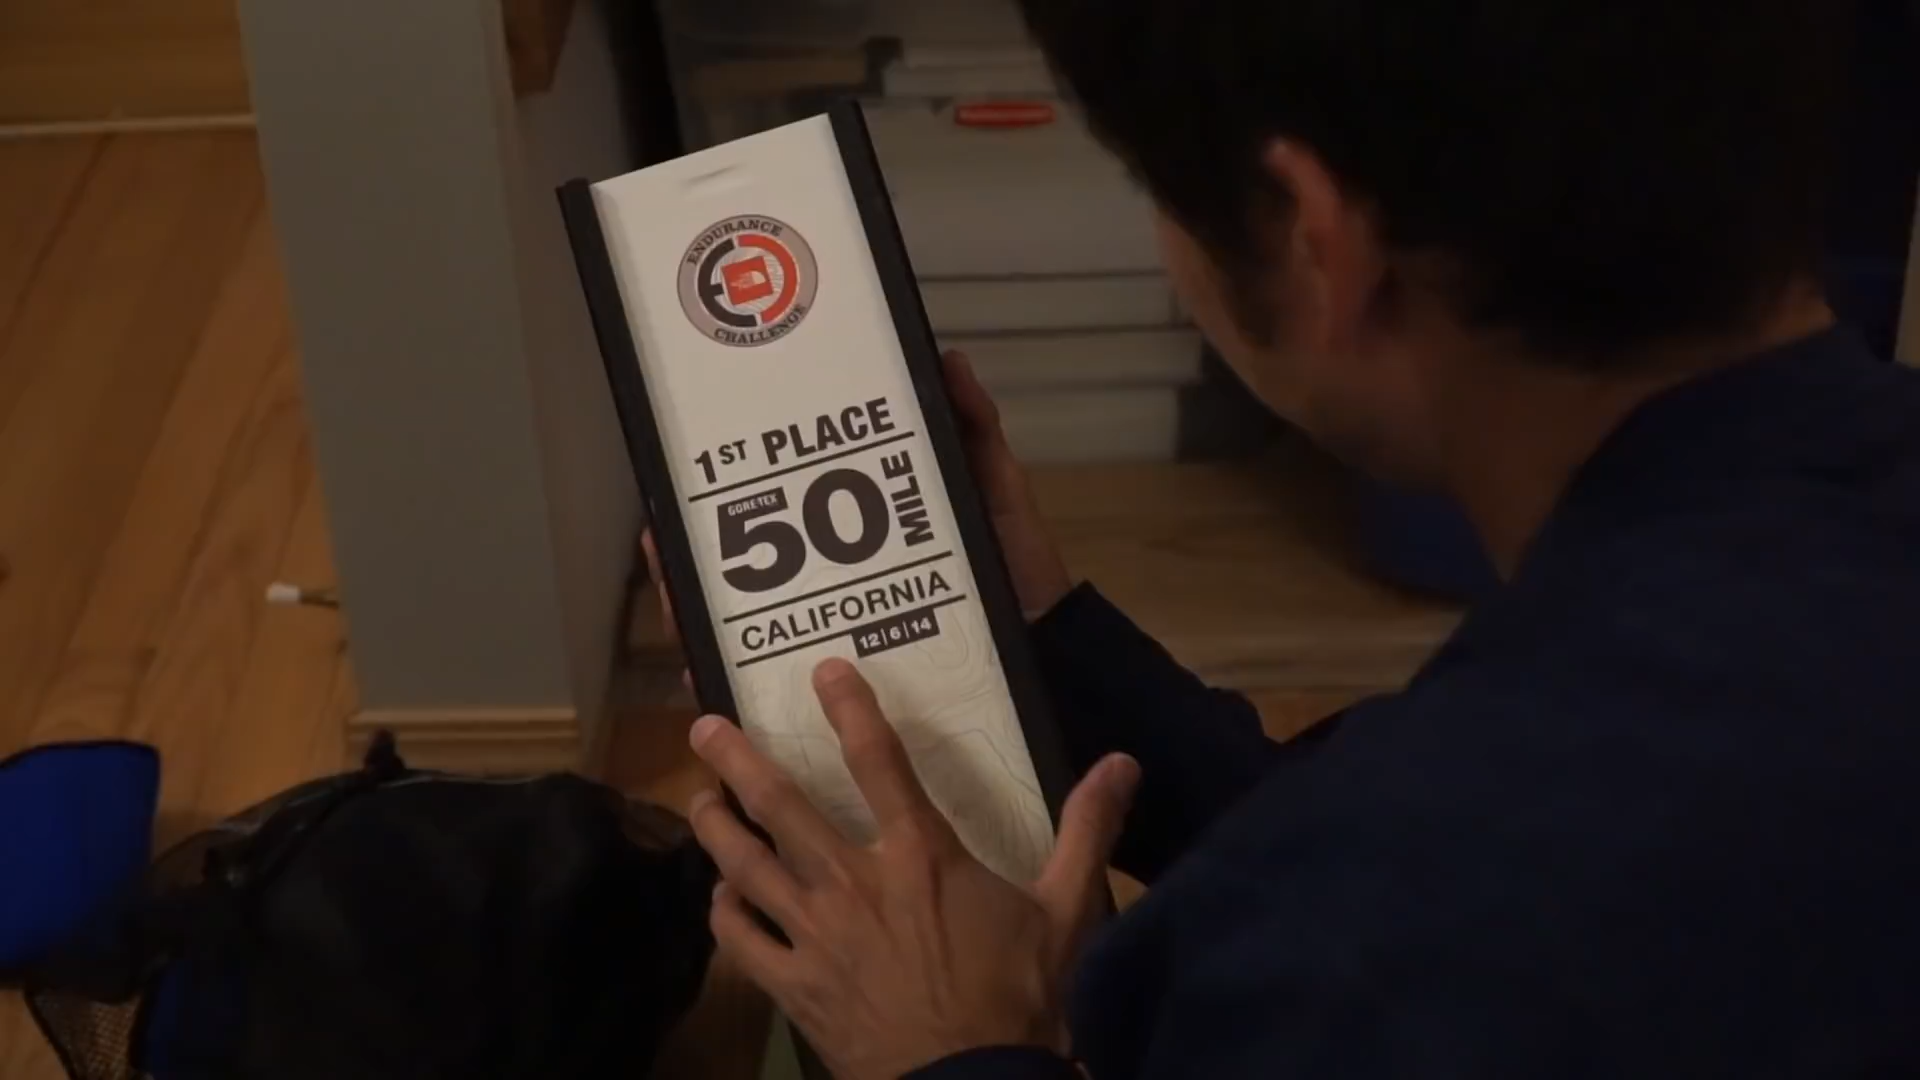 ENDURANCE
CHALLENGE
1ST PLACE
GORE-TEX
50 MILE
CALIFORNIA
12|6|14